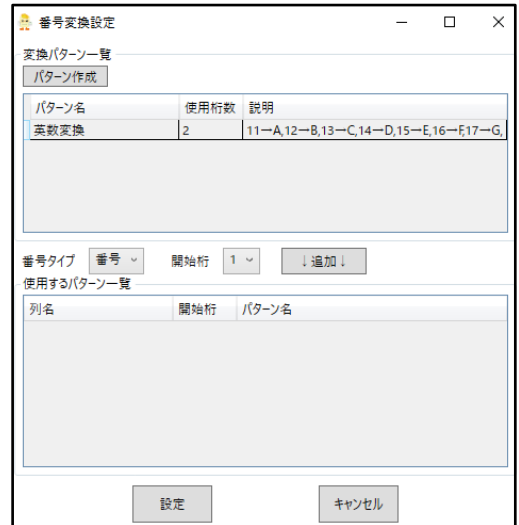 番号変換設定
変換パターン一覧
パターン作成
パターン名 使用桁数 説明
英数変換 2 11→A,12→B,13→C,14→D,15→E,16→F,17→G,
番号タイプ 番号 開始桁 1 ↓追加↓
使用するパターン一覧
列名 開始桁 パターン名
設定 キャンセル